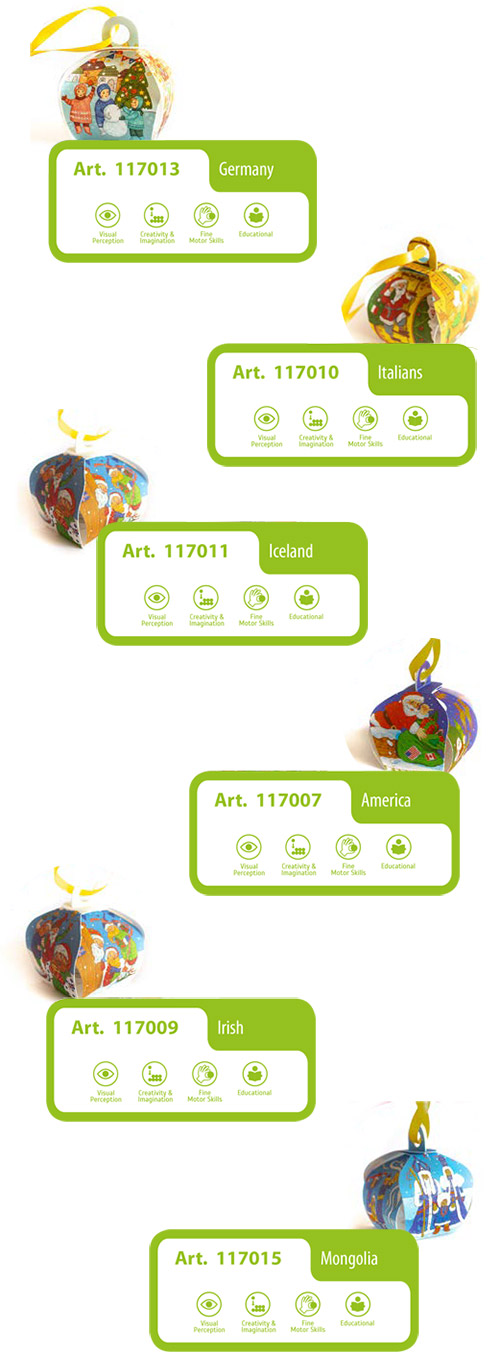 Art. 117013 Germany
Visual Perception
Creativity & Imagination
Fine Motor Skills
Educational
Art. 117010 Italians
Visual Perception
Creativity & Imagination
Fine Motor Skills
Educational
Art. 117011 Iceland
Visual Perception
Creativity & Imagination
Fine Motor Skills
Educational
Art. 117007 America
Visual Perception
Creativity & Imagination
Fine Motor Skills
Educational
Art. 117009 Irish
Visual Perception
Creativity & Imagination
Fine Motor Skills
Educational
Art. 117015 Mongolia
Visual Perception
Creativity & Imagination
Fine Motor Skills
Educational